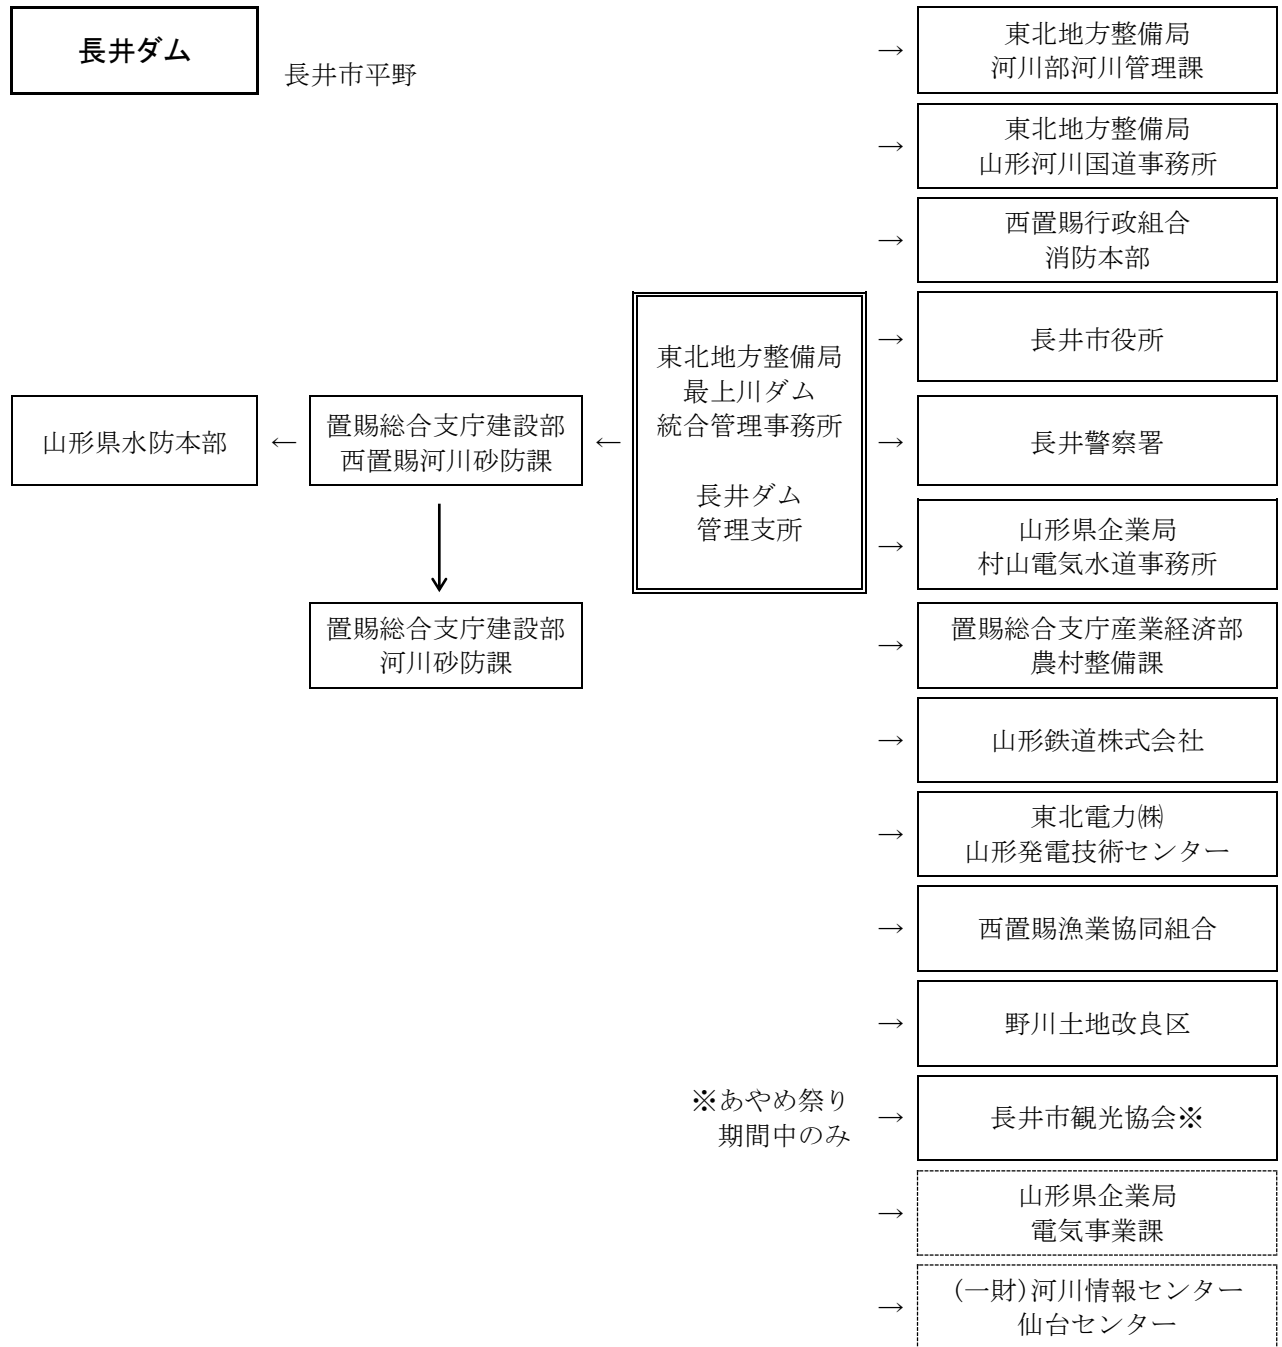 長井ダム
長井市平野
→
東北地方整備局
河川部河川管理課
→
東北地方整備局
山形河川国道事務所
→
西置賜行政組合
消防本部
東北地方整備局
最上川ダム
統合管理事務所
長井ダム
管理支所
→
長井市役所
山形県水防本部
←
置賜総合支庁建設部
西置賜河川砂防課
←
→
長井警察署
→
山形県企業局
村山電気水道事務所
置賜総合支庁建設部
河川砂防課
→
置賜総合支庁産業経済部
農村整備課
→
山形鉄道株式会社
→
東北電力㈱
山形発電技術センター
→
西置賜漁業協同組合
→
野川土地改良区
※あやめ祭り
期間中のみ
→
長井市観光協会※
→
山形県企業局
電気事業課
→
(一財)河川情報センター
仙台センター